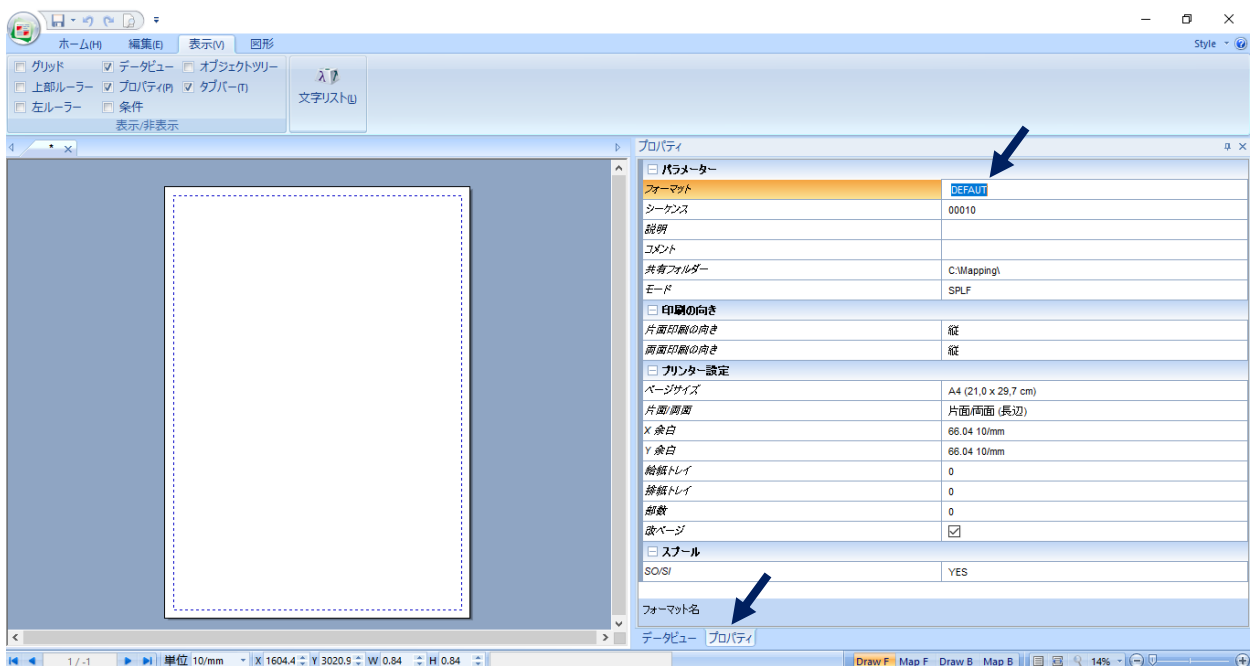 ホーム(H) 編集(E) 表示(V) 図形 Style
グリッド データビュー オブジェクトツリー
上部ルーラー プロパティ(P) タブバー(T)
左ルーラー 条件
文字リスト(L)
表示/非表示
*
プロパティ
パラメーター
フォーマット DEFAUT
シーケンス 00010
説明
コメント
共有フォルダー C:\Mapping\
モード SPLF
印刷の向き
片面印刷の向き 縦
両面印刷の向き 縦
プリンター設定
ページサイズ A4 (21,0 x 29,7 cm)
片面/両面 片面/両面 (長辺)
X 余白 66.04 10/mm
Y 余白 66.04 10/mm
給紙トレイ 0
排紙トレイ 0
部数 0
改ページ
スプール
SO/SI YES
フォーマット名
データビュー プロパティ
1 / -1 単位 10/mm X 1604.4 Y 3020.9 W 0.84 H 0.84 Draw F Map F Draw B Map B 14%